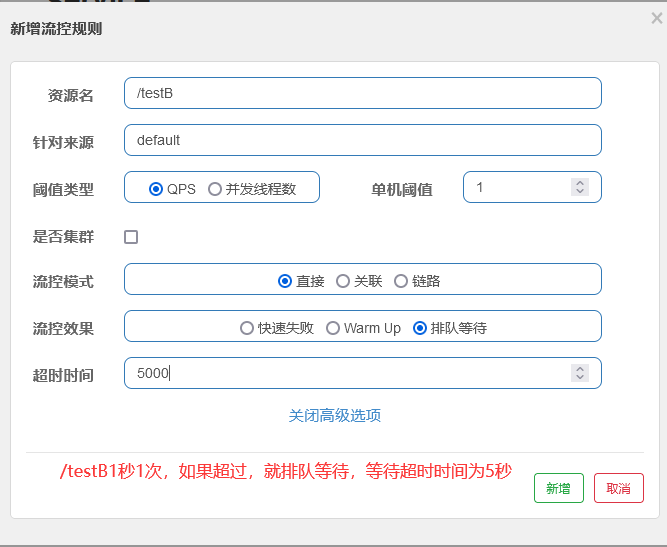 新增流控规则
×
资源名 /testB
针对来源 default
阈值类型 QPS 并发线程数 单机阈值 1
是否集群
流控模式 直接 关联 链路
流控效果 快速失败 Warm Up 排队等待
超时时间 5000
关闭高级选项
/testB1秒1次，如果超过，就排队等待，等待超时时间为5秒
新增 取消